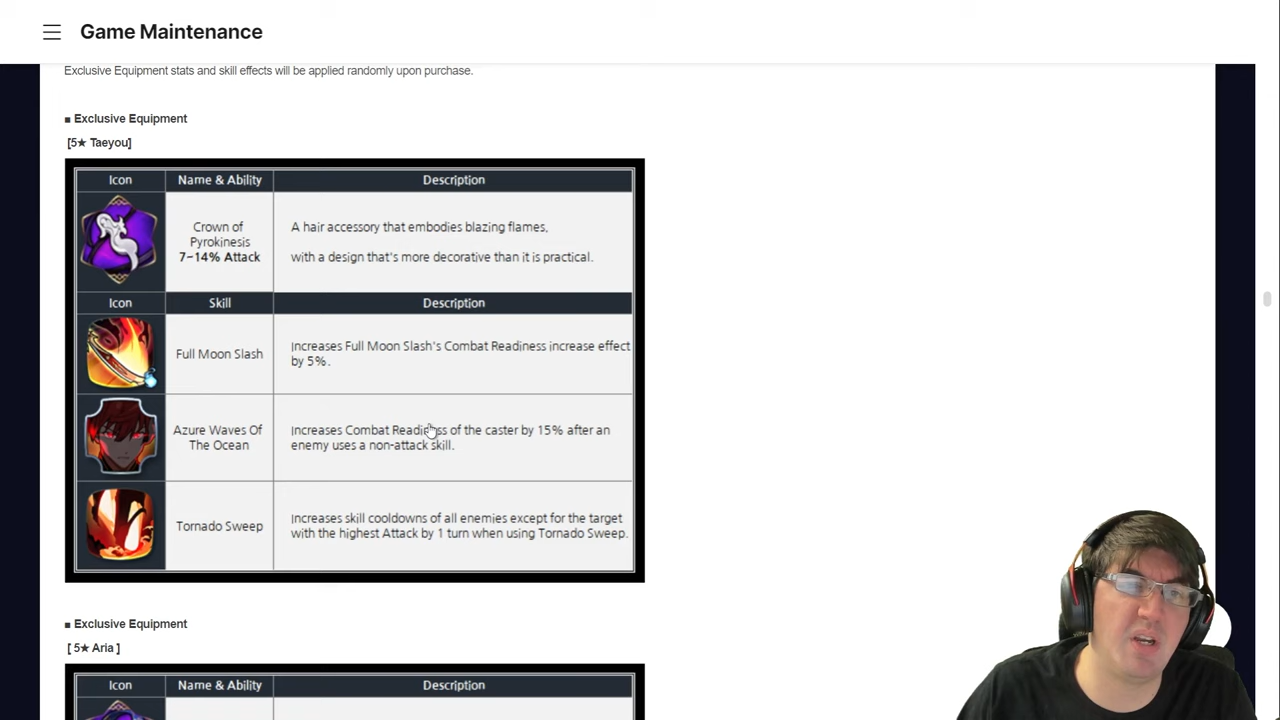 Game Maintenance
Exclusive Equipment stats and skill effects will be applied randomly upon purchase.
■ Exclusive Equipment
[5★ Taeyou]
Icon Name & Ability Description
Crown of
Pyrokinesis
7-14% Attack
A hair accessory that embodies blazing flames,
with a design that's more decorative than it is practical.
Icon Skill Description
Full Moon Slash
Increases Full Moon Slash's Combat Readiness increase effect
by 5%.
Azure Waves Of
The Ocean
Increases Combat Readiness of the caster by 15% after an
enemy uses a non-attack skill.
Tornado Sweep
Increases skill cooldowns of all enemies except for the target
with the highest Attack by 1 turn when using Tornado Sweep.
■ Exclusive Equipment
[ 5★ Aria ]
Icon Name & Ability Description